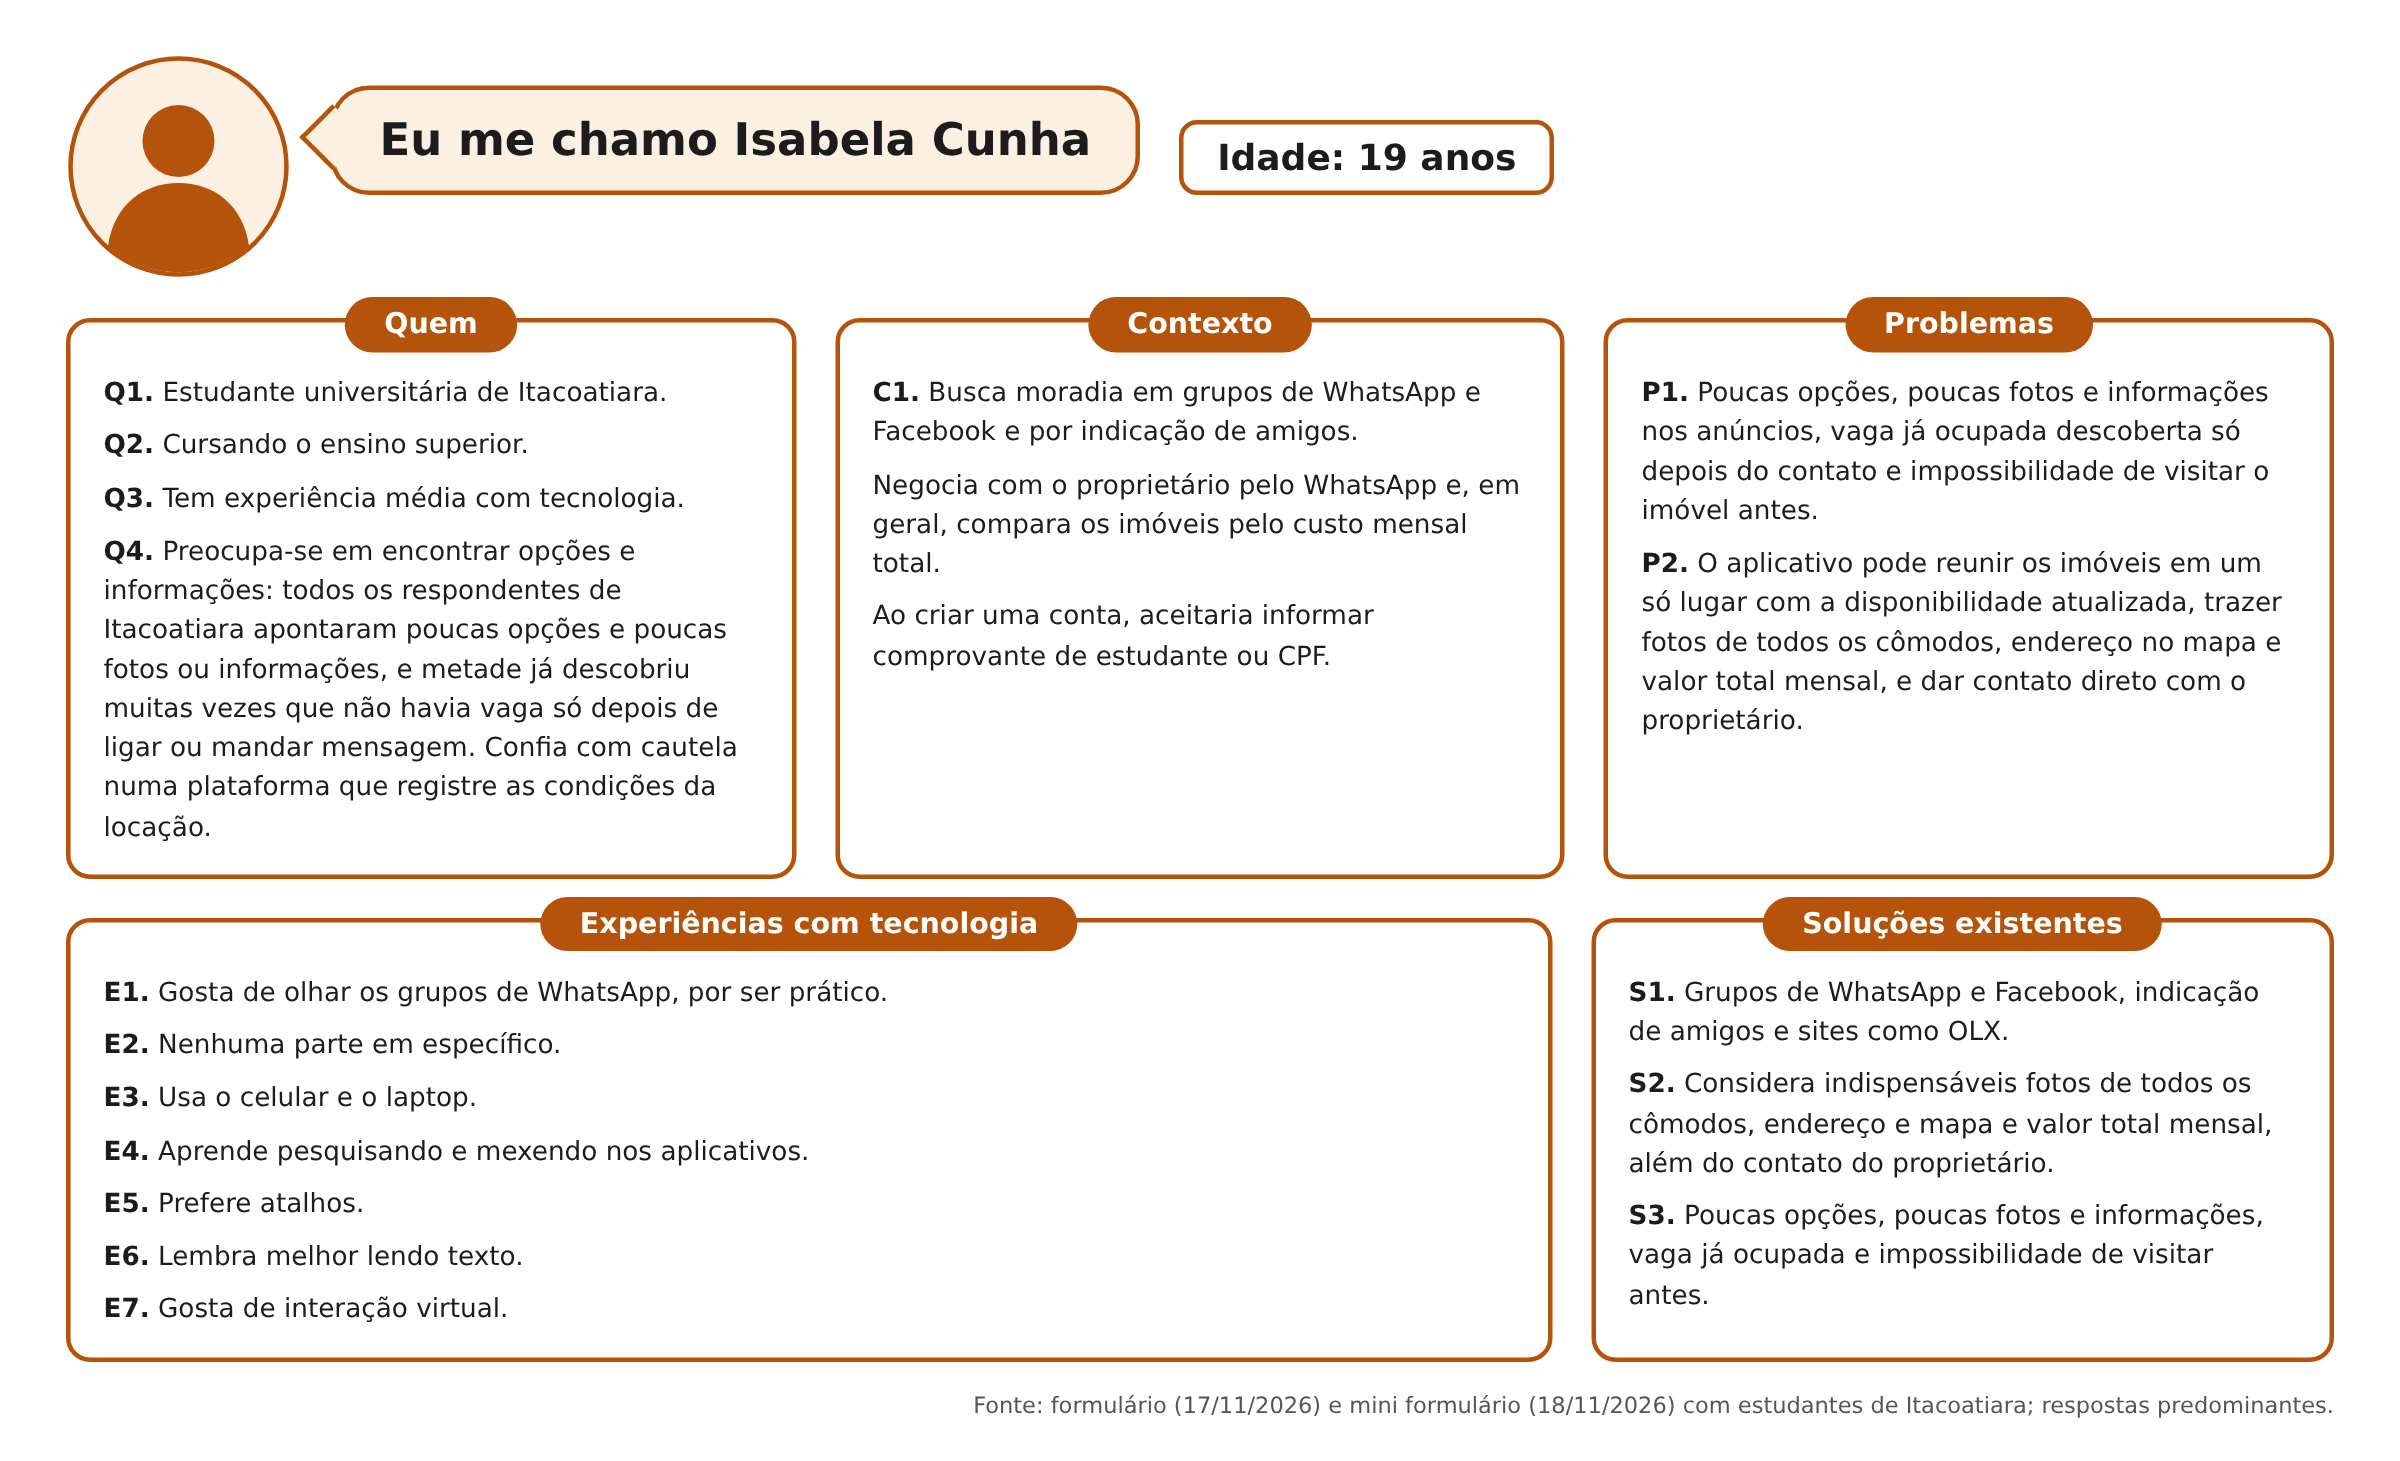 Eu me chamo Isabela Cunha
Idade: 19 anos
Quem
Q1. Estudante universitária de Itacoatiara.
Q2. Cursando o ensino superior.
Q3. Tem experiência média com tecnologia.
Q4. Preocupa-se em encontrar opções e
informações: todos os respondentes de
Itacoatiara apontaram poucas opções e poucas
fotos ou informações, e metade já descobriu
muitas vezes que não havia vaga só depois de
ligar ou mandar mensagem. Confia com cautela
numa plataforma que registre as condições da
locação.
Contexto
C1. Busca moradia em grupos de WhatsApp e
Facebook e por indicação de amigos.
Negocia com o proprietário pelo WhatsApp e, em
geral, compara os imóveis pelo custo mensal
total.
Ao criar uma conta, aceitaria informar
comprovante de estudante ou CPF.
Problemas
P1. Poucas opções, poucas fotos e informações
nos anúncios, vaga já ocupada descoberta só
depois do contato e impossibilidade de visitar o
imóvel antes.
P2. O aplicativo pode reunir os imóveis em um
só lugar com a disponibilidade atualizada, trazer
fotos de todos os cômodos, endereço no mapa e
valor total mensal, e dar contato direto com o
proprietário.
Experiências com tecnologia
E1. Gosta de olhar os grupos de WhatsApp, por ser prático.
E2. Nenhuma parte em específico.
E3. Usa o celular e o laptop.
E4. Aprende pesquisando e mexendo nos aplicativos.
E5. Prefere atalhos.
E6. Lembra melhor lendo texto.
E7. Gosta de interação virtual.
Soluções existentes
S1. Grupos de WhatsApp e Facebook, indicação
de amigos e sites como OLX.
S2. Considera indispensáveis fotos de todos os
cômodos, endereço e mapa e valor total mensal,
além do contato do proprietário.
S3. Poucas opções, poucas fotos e informações,
vaga já ocupada e impossibilidade de visitar
antes.
Fonte: formulário (17/11/2026) e mini formulário (18/11/2026) com estudantes de Itacoatiara; respostas predominantes.